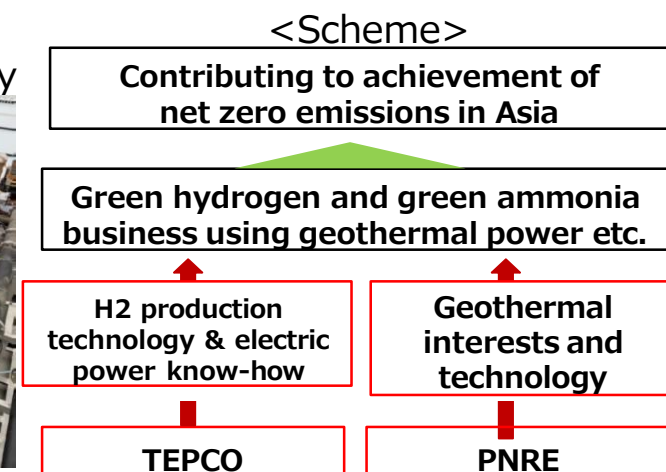 <Scheme>
y
Contributing to achievement of
net zero emissions in Asia
Green hydrogen and green ammonia
business using geothermal power etc.
H2 production
technology & electric
power know-how
Geothermal
interests and
technology
TEPCO
PNRE